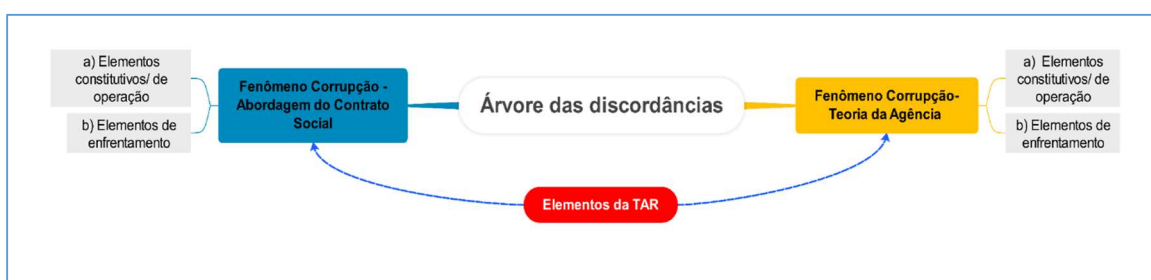 a) Elementos
constitutivos/ de
operação
b) Elementos de
enfrentamento
Fenômeno Corrupção -
Abordagem do Contrato
Social
Árvore das discordâncias
Fenômeno Corrupção-
Teoria da Agência
a) Elementos
constitutivos/ de
operação
b) Elementos de
enfrentamento
Elementos da TAR